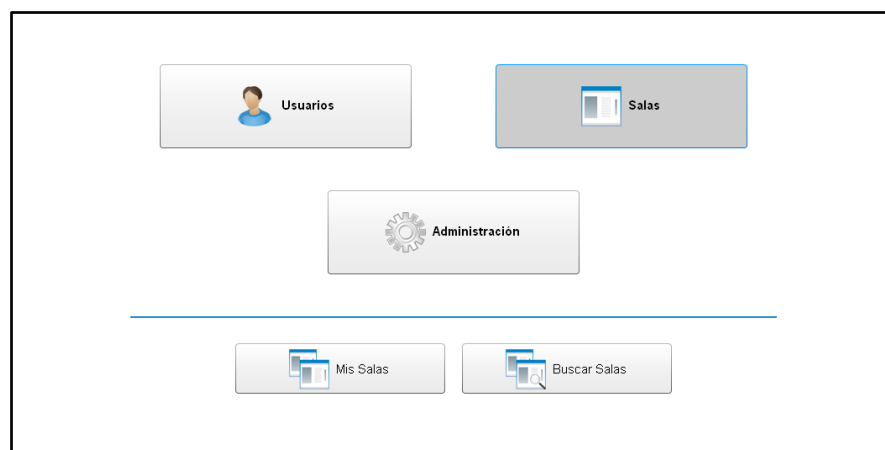 Usuarios
Salas
Administración
Mis Salas
Buscar Salas